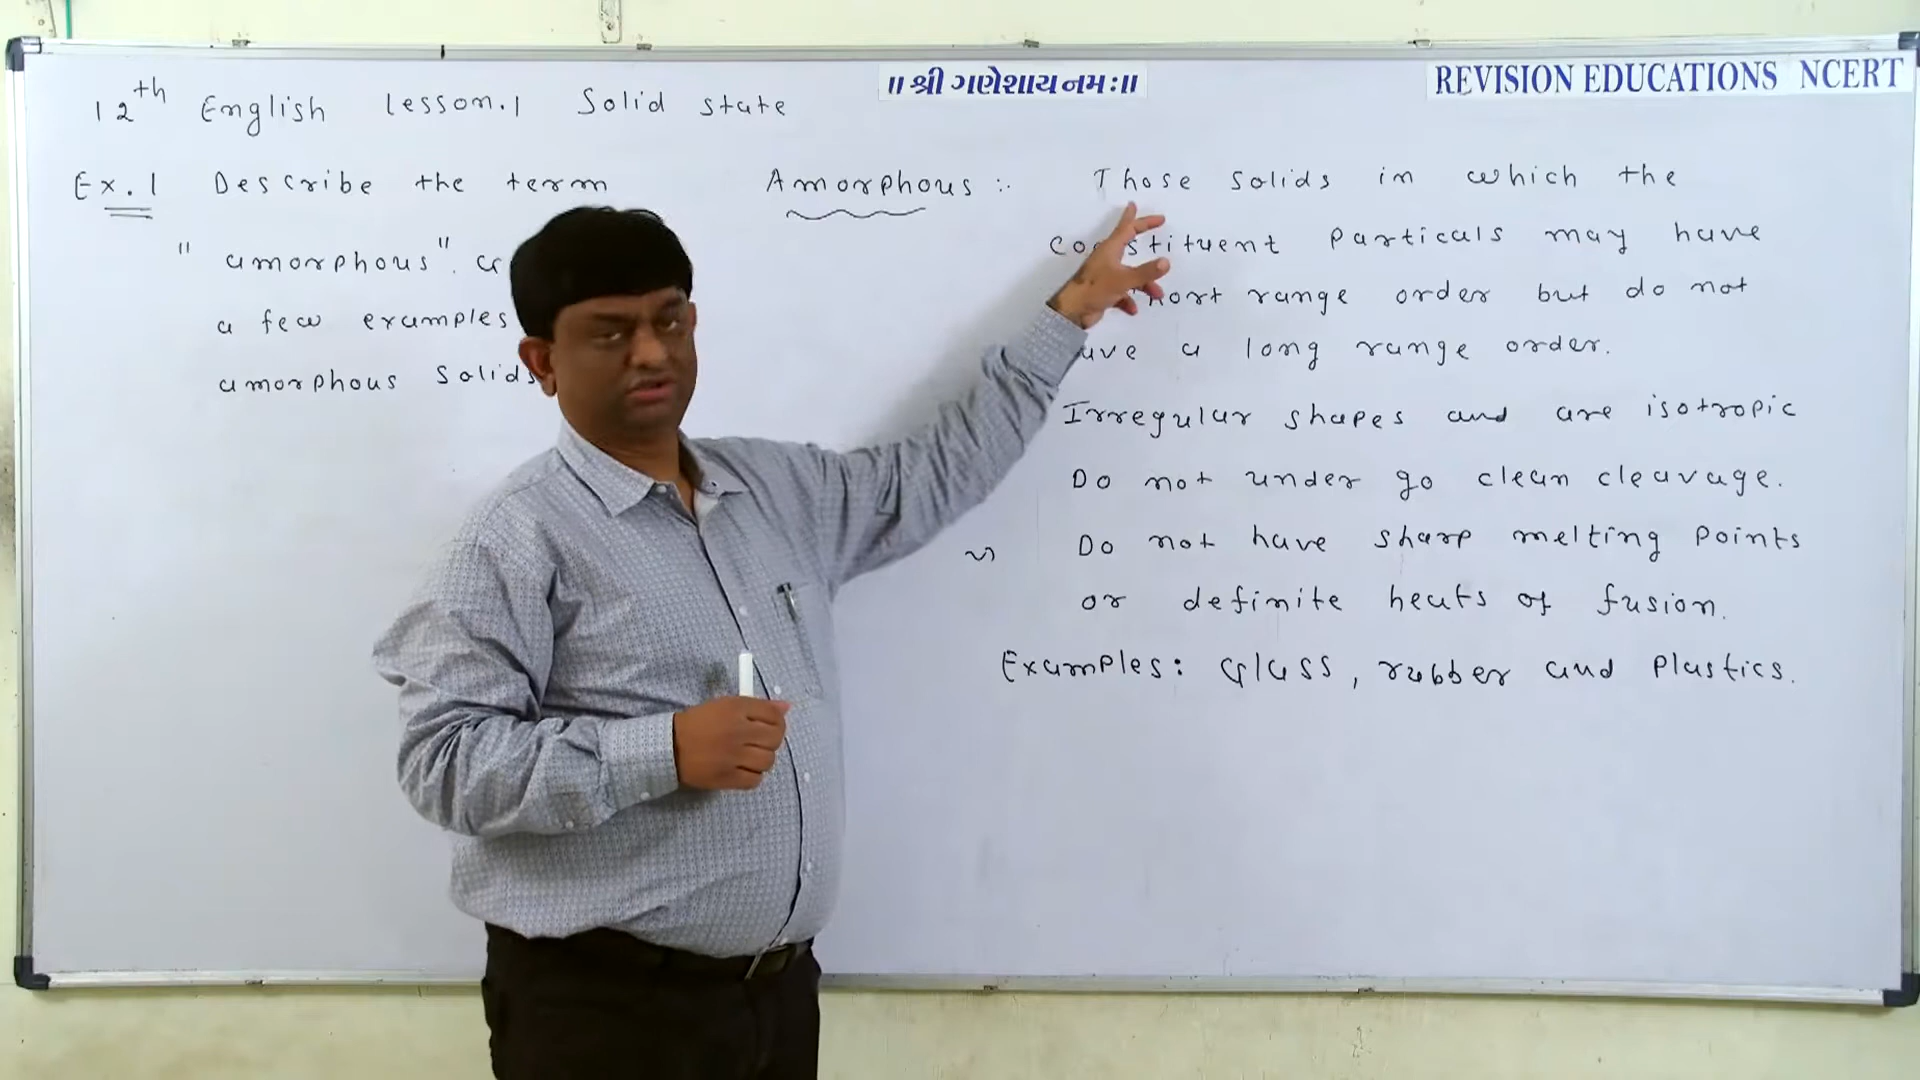 ॥ શ્રી ગણેશાય નમઃ॥
REVISION EDUCATIONS NCERT
12th English Lesson.1 Solid state
Ex.1 Describe the term
"amorphous".
a few examples
amorphous solids
Amorphous :- Those solids in which the
constituent particals may have
short range order but do not
have a long range order.
Irregular shapes and are isotropic
Do not under go clean cleavage.
Do not have sharp melting points
or definite heats of fusion.
Examples: Glass, rubber and plastics.